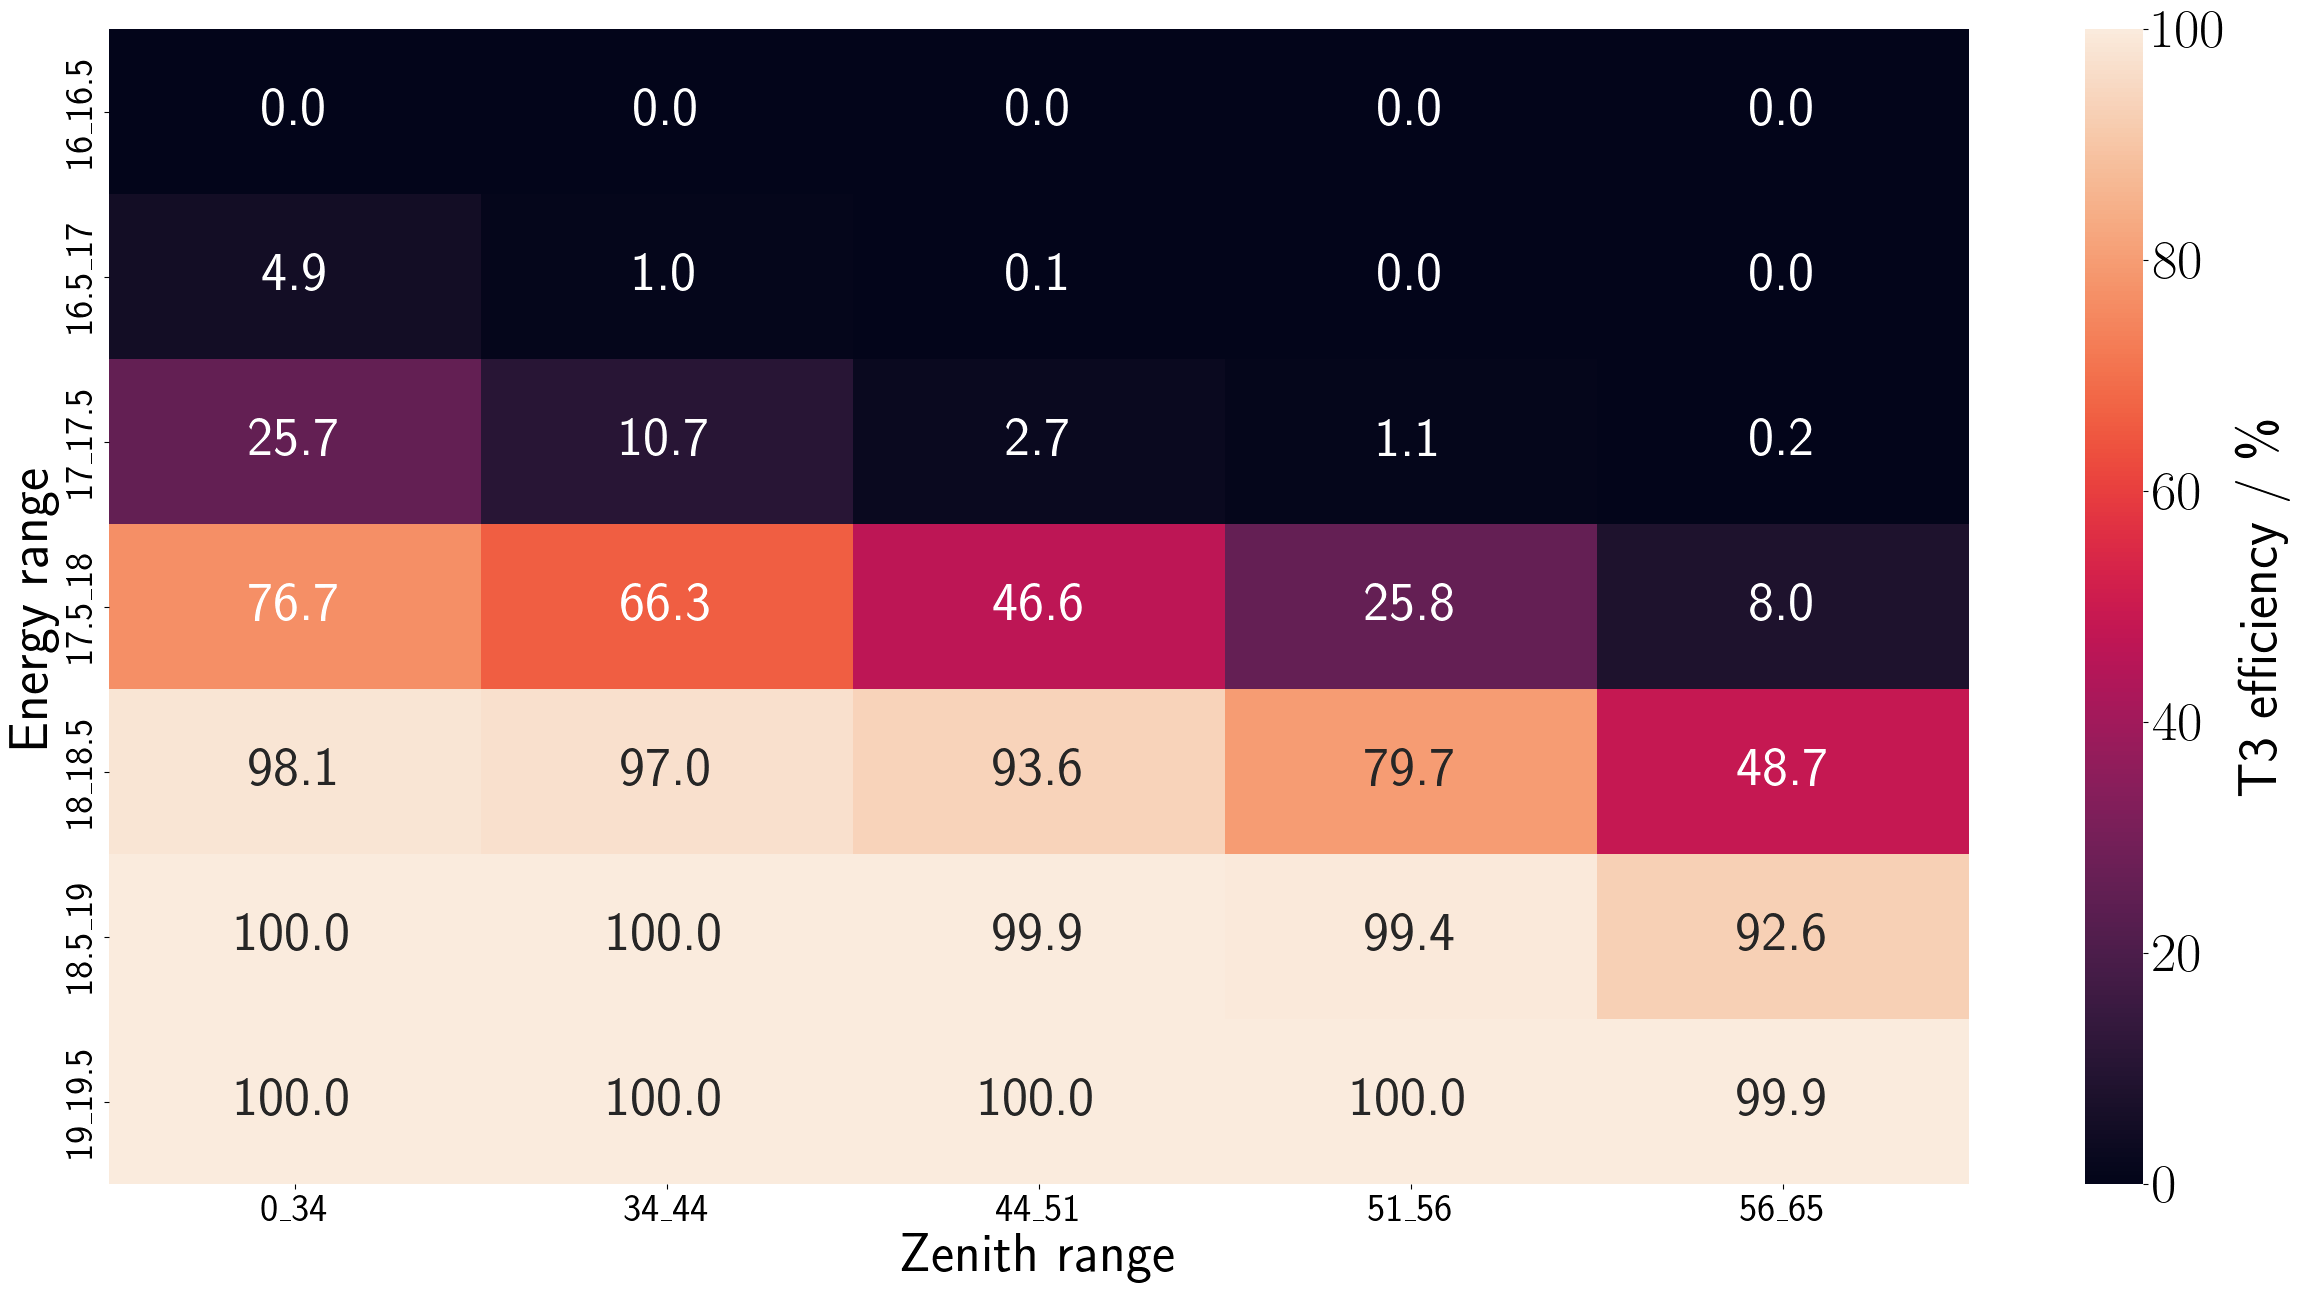 Energy range
16_16.5 0.0 0.0 0.0 0.0 0.0
16.5_17 4.9 1.0 0.1 0.0 0.0
17_17.5 25.7 10.7 2.7 1.1 0.2
17.5_18 76.7 66.3 46.6 25.8 8.0
18_18.5 98.1 97.0 93.6 79.7 48.7
18.5_19 100.0 100.0 99.9 99.4 92.6
19_19.5 100.0 100.0 100.0 100.0 99.9
0_34 34_44 44_51 51_56 56_65
Zenith range
100
80
60
40
20
0
T3 efficiency / %